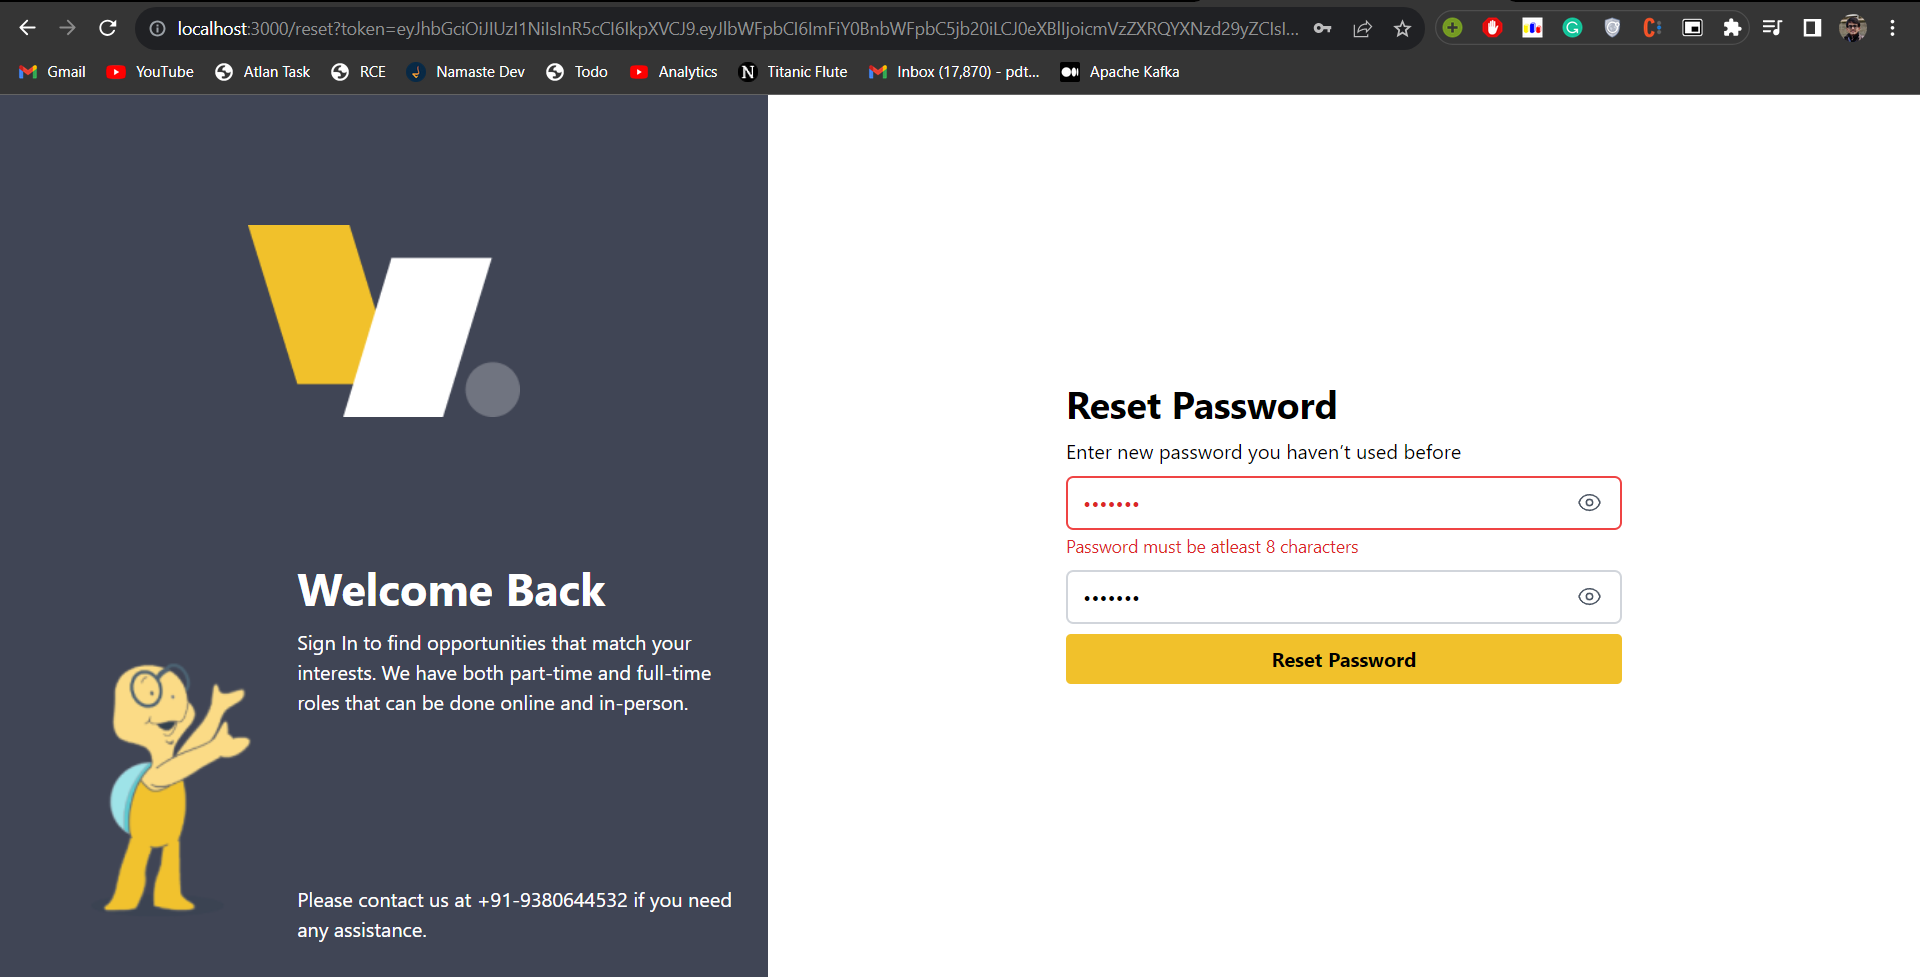 localhost:3000/reset?token=eyJhbGciOiJIUzI1NiIsInR5cCI6IkpXVCJ9.eyJlbWFpbCI6ImFiY0BnbWFpbC5jb20iLCJ0eXBlIjoicmVzZXRQYXNzd29yZCIsI...
Gmail YouTube Atlan Task RCE Namaste Dev Todo Analytics Titanic Flute Inbox (17,870) - pdt... Apache Kafka
Welcome Back
Sign In to find opportunities that match your
interests. We have both part-time and full-time
roles that can be done online and in-person.
Please contact us at +91-9380644532 if you need
any assistance.
Reset Password
Enter new password you haven't used before
Password must be atleast 8 characters
Reset Password